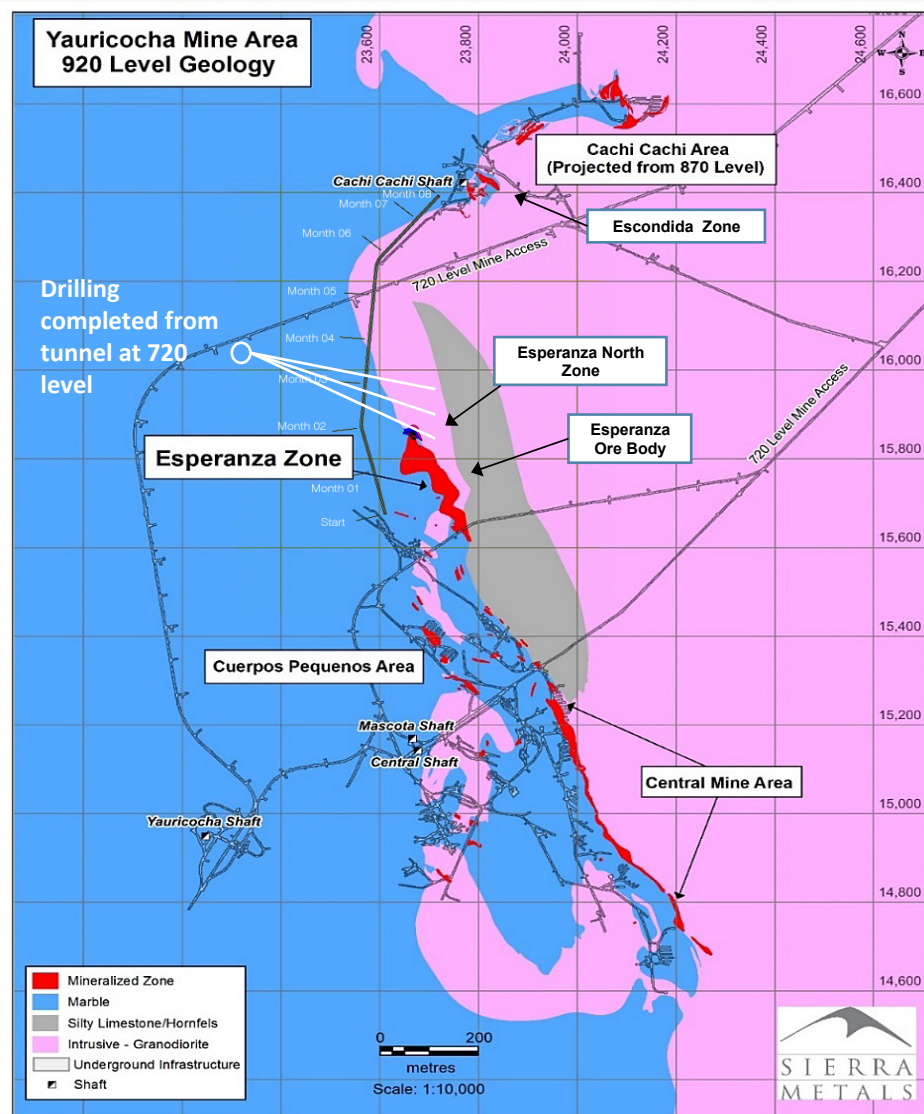 Yauricocha Mine Area
920 Level Geology
23,600
23,800
24,000
24,200
24,400
24,600
N
W
E
S
16,600
Cachi Cachi Area
(Projected from 870 Level)
Cachi Cachi Shaft
Month 08
16,400
Month 07
Escondida Zone
Month 06
720 Level Mine Access
16,200
Month 05
Drilling
completed from
tunnel at 720
level
Month 04
16,000
Esperanza North
Zone
Month 03
720 Level Mine Access
Month 02
Esperanza
Ore Body
15,800
Esperanza Zone
Month 01
Start
15,600
15,400
Cuerpos Pequenos Area
15,200
Mascota Shaft
Central Shaft
Central Mine Area
15,000
Yauricocha Shaft
14,800
14,600
Mineralized Zone
Marble
Silty Limestone/Hornfels
Intrusive - Granodiorite
Underground Infrastructure
Shaft
0 200
metres
Scale: 1:10,000
SIERRA
METALS